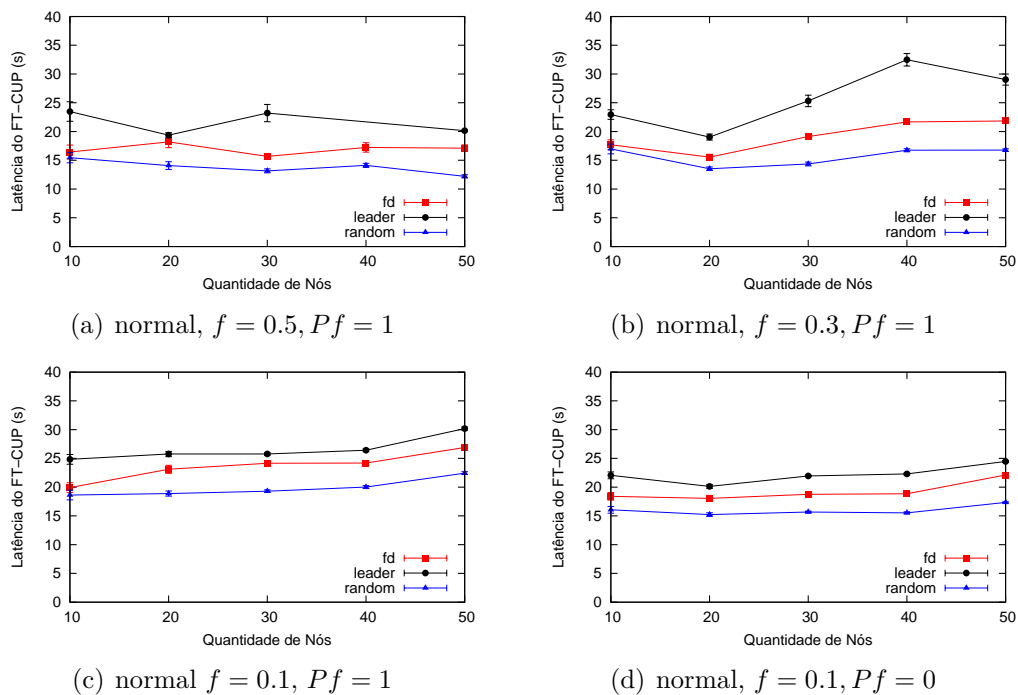 40
35
30
25
20
15
10
5
0
Latência do FT−CUP (s)
fd
leader
random
10 20 30 40 50
Quantidade de Nós
(a) normal, f = 0.5, Pf = 1
40
35
30
25
20
15
10
5
0
Latência do FT−CUP (s)
fd
leader
random
10 20 30 40 50
Quantidade de Nós
(b) normal, f = 0.3, Pf = 1
40
35
30
25
20
15
10
5
0
Latência do FT−CUP (s)
fd
leader
random
10 20 30 40 50
Quantidade de Nós
(c) normal f = 0.1, Pf = 1
40
35
30
25
20
15
10
5
0
Latência do FT−CUP (s)
fd
leader
random
10 20 30 40 50
Quantidade de Nós
(d) normal, f = 0.1, Pf = 0